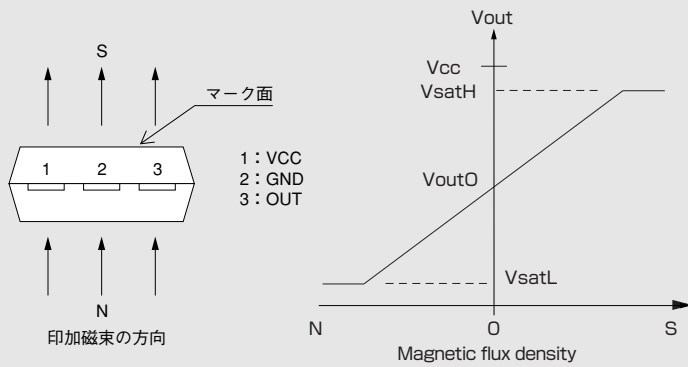 S
マーク面
1 2 3
1：VCC
2：GND
3：OUT
N
印加磁束の方向
Vout
Vcc
VsatH
Vout0
VsatL
N 0 S
Magnetic flux density